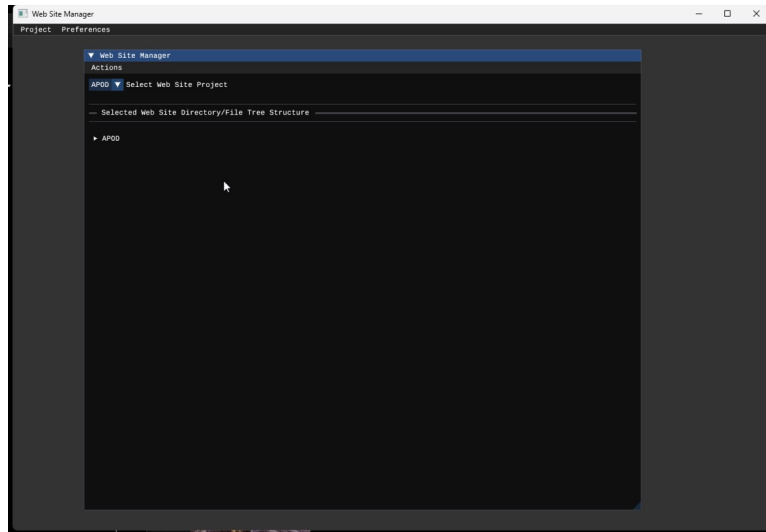 Web Site Manager
Project Preferences
Web Site Manager
Actions
APOD Select Web Site Project
Selected Web Site Directory/File Tree Structure
APOD